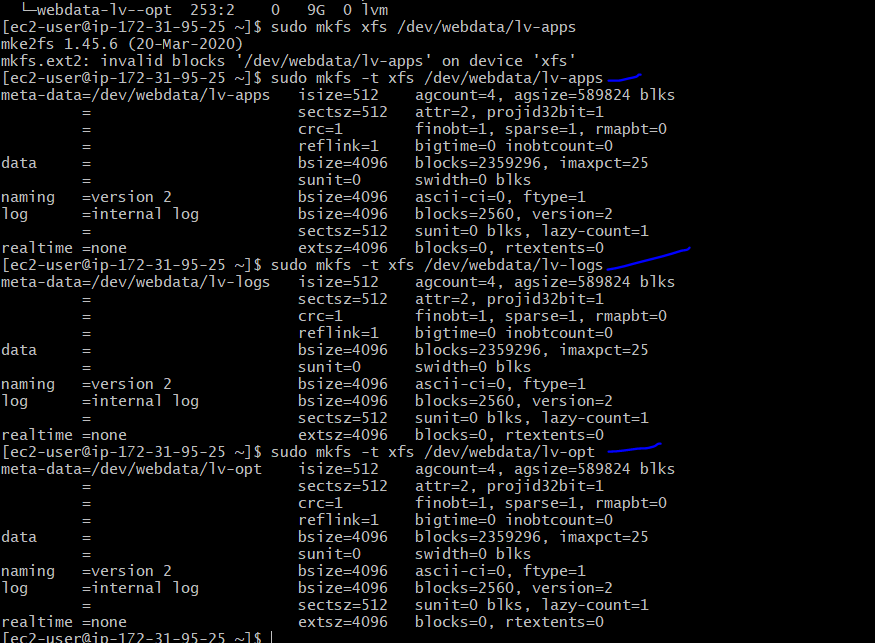 └─webdata-lv--opt 253:2 0 9G 0 lvm
[ec2-user@ip-172-31-95-25 ~]$ sudo mkfs xfs /dev/webdata/lv-apps
mke2fs 1.45.6 (20-Mar-2020)
mkfs.ext2: invalid blocks '/dev/webdata/lv-apps' on device 'xfs'
[ec2-user@ip-172-31-95-25 ~]$ sudo mkfs -t xfs /dev/webdata/lv-apps
meta-data=/dev/webdata/lv-apps isize=512 agcount=4, agsize=589824 blks
= sectsz=512 attr=2, projid32bit=1
= crc=1 finobt=1, sparse=1, rmapbt=0
= reflink=1 bigtime=0 inobtcount=0
data = bsize=4096 blocks=2359296, imaxpct=25
= sunit=0 swidth=0 blks
naming =version 2 bsize=4096 ascii-ci=0, ftype=1
log =internal log bsize=4096 blocks=2560, version=2
= sectsz=512 sunit=0 blks, lazy-count=1
realtime =none extsz=4096 blocks=0, rtextents=0
[ec2-user@ip-172-31-95-25 ~]$ sudo mkfs -t xfs /dev/webdata/lv-logs
meta-data=/dev/webdata/lv-logs isize=512 agcount=4, agsize=589824 blks
= sectsz=512 attr=2, projid32bit=1
= crc=1 finobt=1, sparse=1, rmapbt=0
= reflink=1 bigtime=0 inobtcount=0
data = bsize=4096 blocks=2359296, imaxpct=25
= sunit=0 swidth=0 blks
naming =version 2 bsize=4096 ascii-ci=0, ftype=1
log =internal log bsize=4096 blocks=2560, version=2
= sectsz=512 sunit=0 blks, lazy-count=1
realtime =none extsz=4096 blocks=0, rtextents=0
[ec2-user@ip-172-31-95-25 ~]$ sudo mkfs -t xfs /dev/webdata/lv-opt
meta-data=/dev/webdata/lv-opt isize=512 agcount=4, agsize=589824 blks
= sectsz=512 attr=2, projid32bit=1
= crc=1 finobt=1, sparse=1, rmapbt=0
= reflink=1 bigtime=0 inobtcount=0
data = bsize=4096 blocks=2359296, imaxpct=25
= sunit=0 swidth=0 blks
naming =version 2 bsize=4096 ascii-ci=0, ftype=1
log =internal log bsize=4096 blocks=2560, version=2
= sectsz=512 sunit=0 blks, lazy-count=1
realtime =none extsz=4096 blocks=0, rtextents=0
[ec2-user@ip-172-31-95-25 ~]$